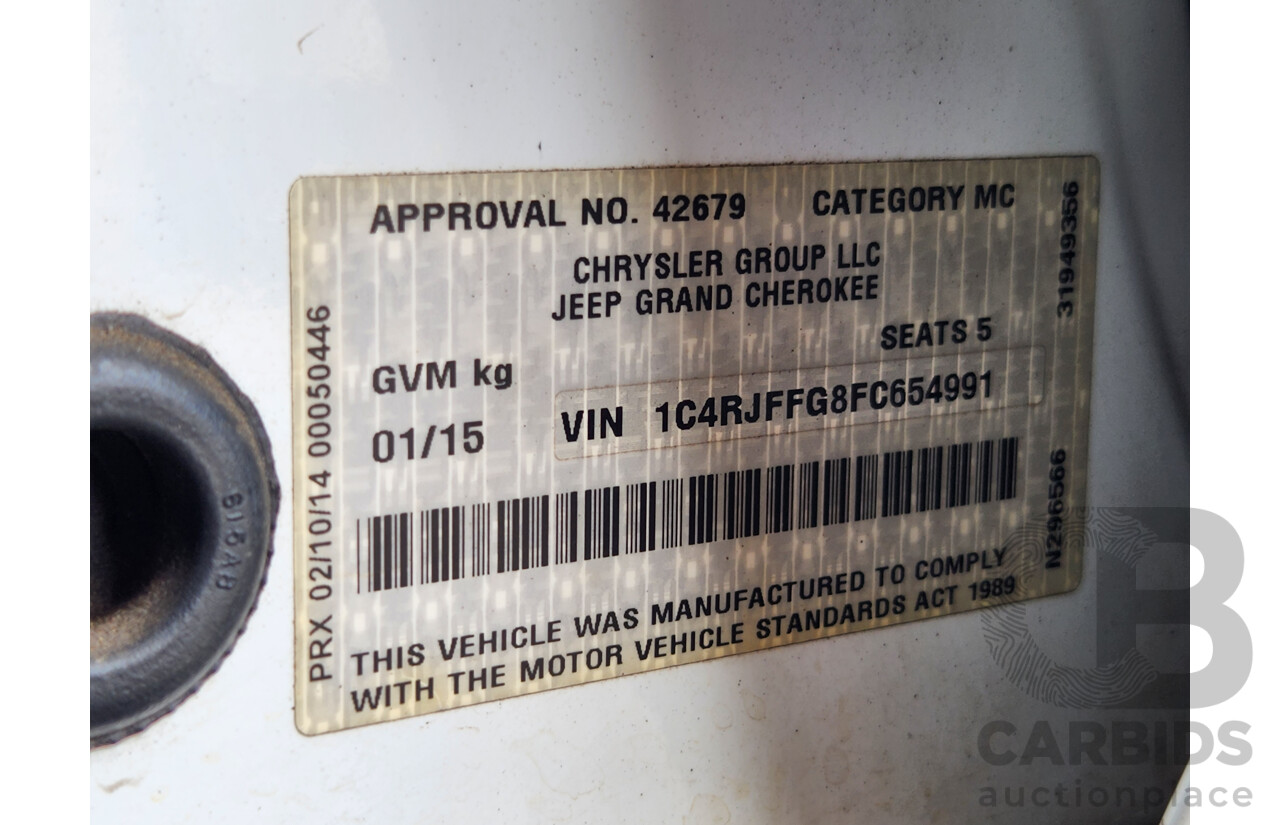 APPROVAL NO. 42679 CATEGORY MC
CHRYSLER GROUP LLC
JEEP GRAND CHEROKEE
SEATS 5
GVM kg
VIN 1C4RJFFG8FC654991
01/15
THIS VEHICLE WAS MANUFACTURED TO COMPLY
WITH THE MOTOR VEHICLE STANDARDS ACT 1989
PRX 02/10/14 00050446
31949356
N296566
CB
CARBIDS
auctionplace